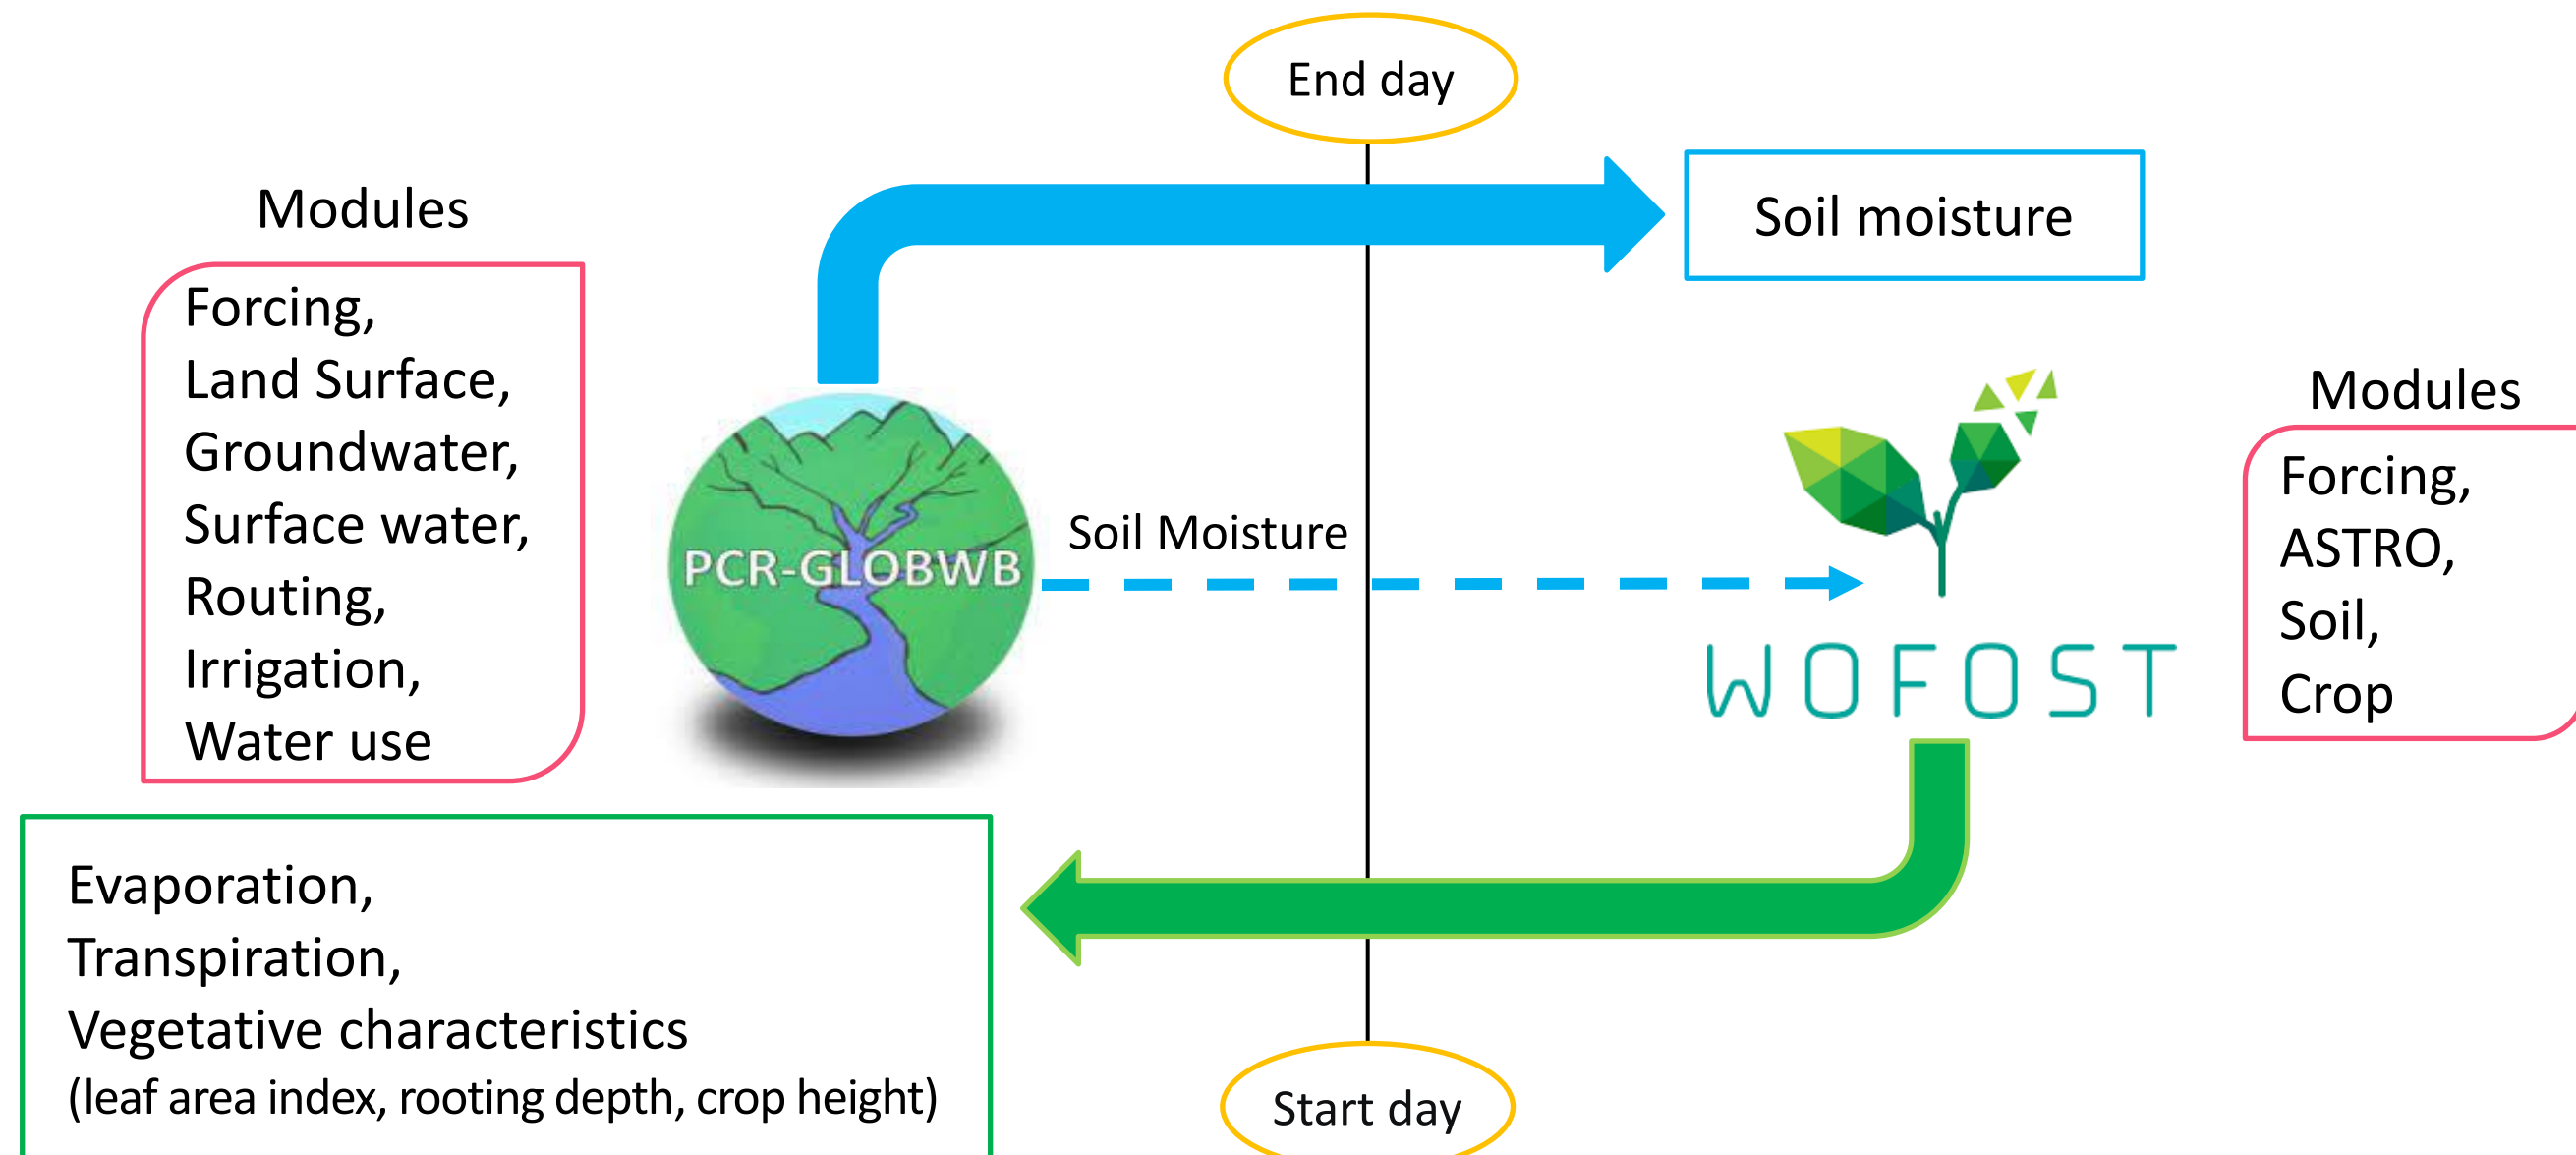 End day
Modules
Soil moisture
Forcing,
Land Surface,
Groundwater,
Surface water,
Routing,
Irrigation,
Water use
PCR-GLOBWB
Soil Moisture
WOFOST
Modules
Forcing,
ASTRO,
Soil,
Crop
Evaporation,
Transpiration,
Vegetative characteristics
(leaf area index, rooting depth, crop height)
Start day